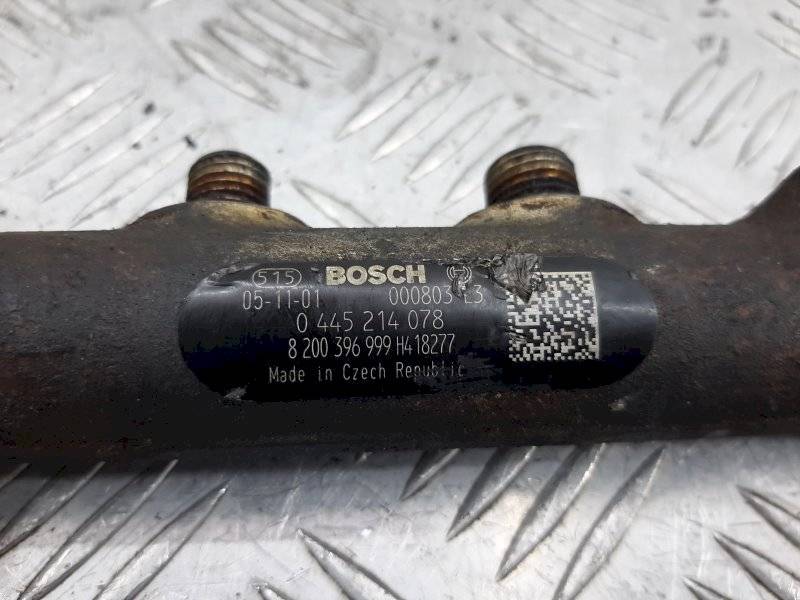 515 BOSCH
05-11-01 000803 L3
0 445 214 078
8 200 396 999 H418277
Made in Czech Republic